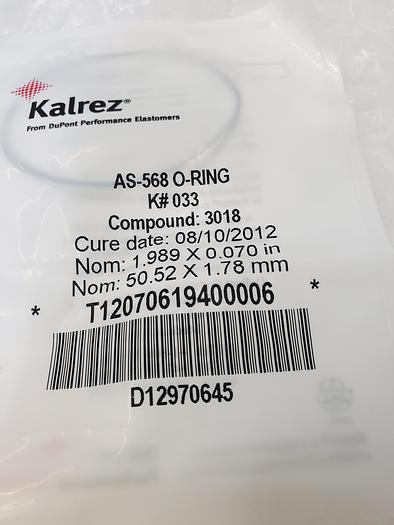 Kalrez®
From DuPont Performance Elastomers
AS-568 O-RING
K# 033
Compound: 3018
Cure date: 08/10/2012
Nom: 1.989 X 0.070 in
Nom: 50.52 X 1.78 mm
* T12070619400006 *
D12970645